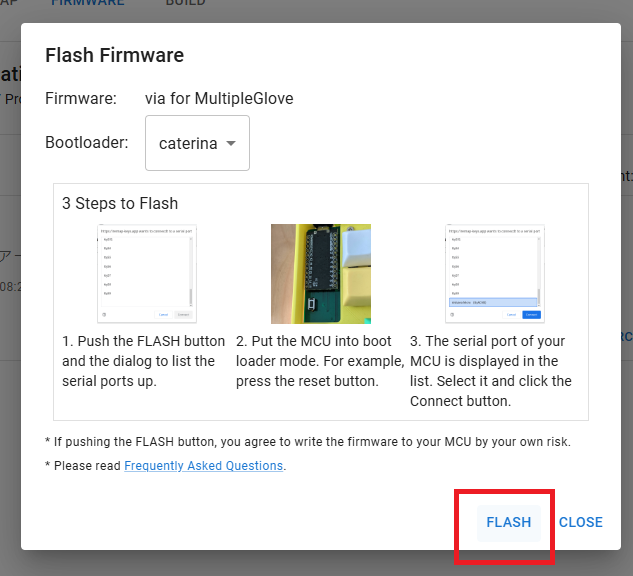 FIRMWARE
BUILD
Flash Firmware
Firmware: via for MultipleGlove
Bootloader: caterina
3 Steps to Flash
1. Push the FLASH button
and the dialog to list the
serial ports up.
2. Put the MCU into boot
loader mode. For example,
press the reset button.
3. The serial port of your
MCU is displayed in the
list. Select it and click the
Connect button.
* If pushing the FLASH button, you agree to write the firmware to your MCU by your own risk.
* Please read Frequently Asked Questions.
FLASH
CLOSE